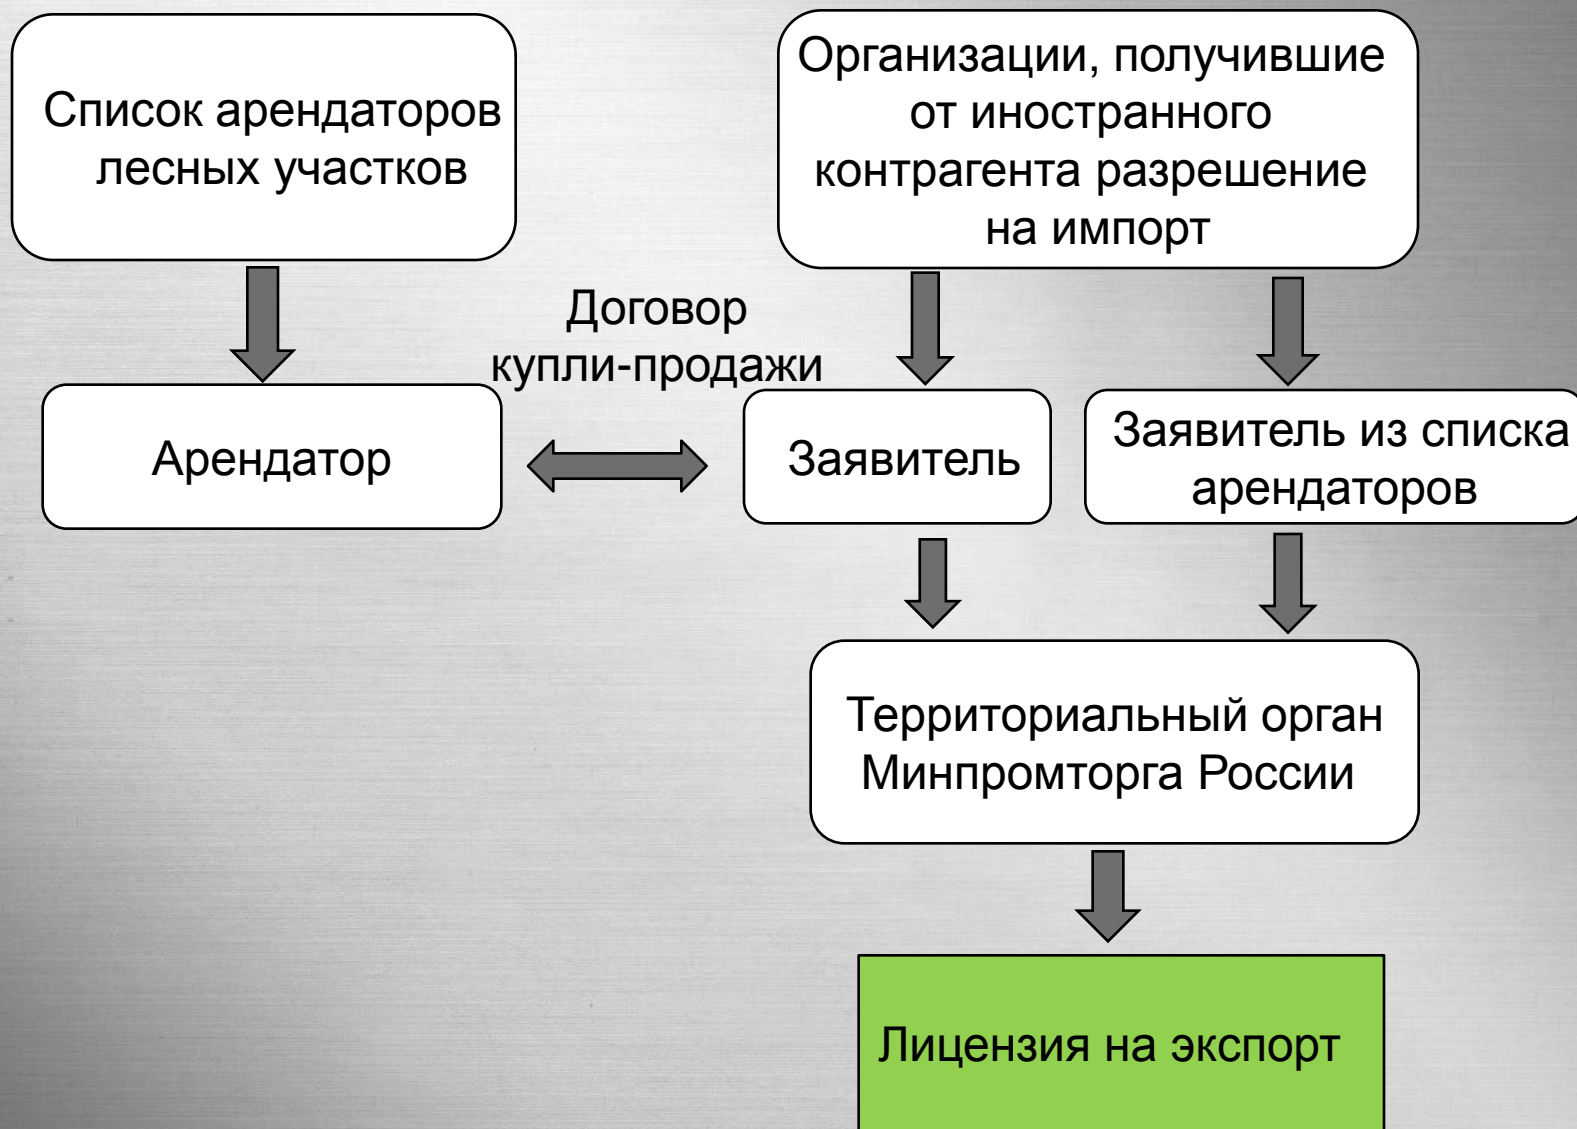 Список арендаторов
лесных участков
Организации, получившие
от иностранного
контрагента разрешение
на импорт
Договор
купли-продажи
Арендатор
Заявитель
Заявитель из списка
арендаторов
Территориальный орган
Минпромторга России
Лицензия на экспорт